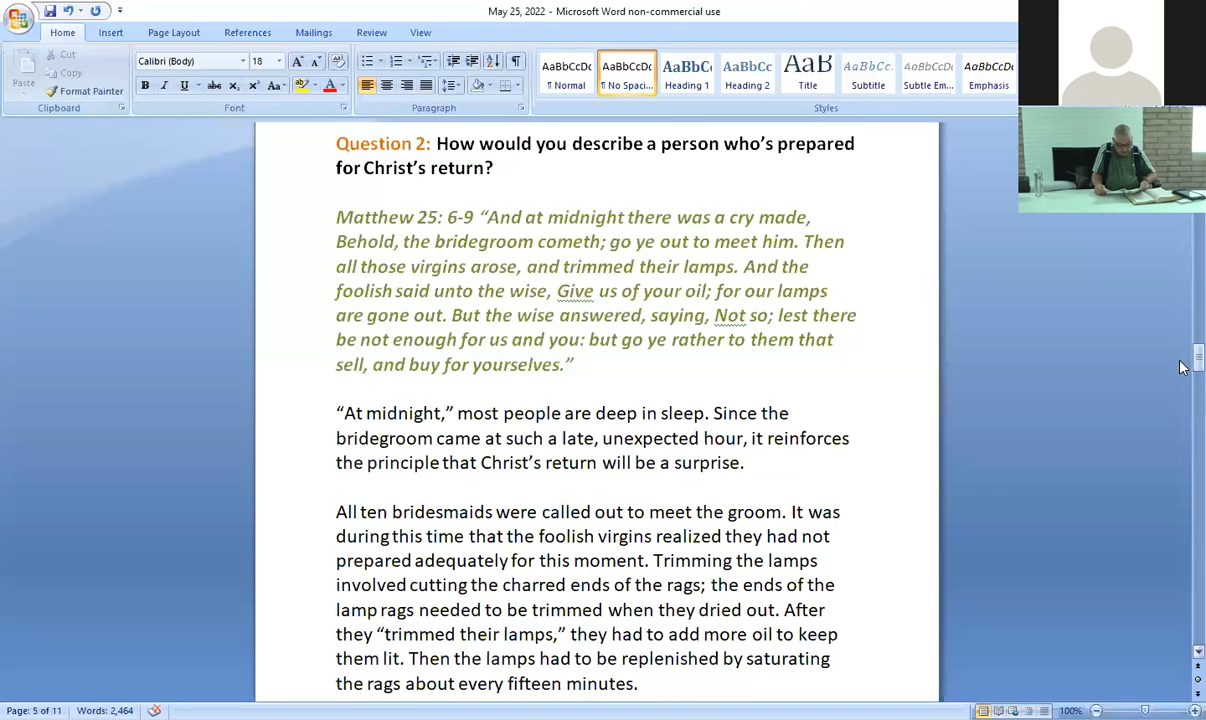 May 25, 2022 - Microsoft Word non-commercial use
Home Insert Page Layout References Mailings Review View
Paste
Cut
Copy
Format Painter
Clipboard
Calibri (Body) 18
Font
Paragraph
AaBbCcDc AaBbCcDc AaBbCc AaBbCc AaB AaBbCc. AaBbCcDc AaBbCcDc
¶ Normal ¶ No Spaci... Heading 1 Heading 2 Title Subtitle Subtle Em... Emphasis
Styles
Question 2: How would you describe a person who’s prepared
for Christ’s return?
Matthew 25: 6-9 “And at midnight there was a cry made,
Behold, the bridegroom cometh; go ye out to meet him. Then
all those virgins arose, and trimmed their lamps. And the
foolish said unto the wise, Give us of your oil; for our lamps
are gone out. But the wise answered, saying, Not so; lest there
be not enough for us and you: but go ye rather to them that
sell, and buy for yourselves.”
“At midnight,” most people are deep in sleep. Since the
bridegroom came at such a late, unexpected hour, it reinforces
the principle that Christ’s return will be a surprise.
All ten bridesmaids were called out to meet the groom. It was
during this time that the foolish virgins realized they had not
prepared adequately for this moment. Trimming the lamps
involved cutting the charred ends of the rags; the ends of the
lamp rags needed to be trimmed when they dried out. After
they “trimmed their lamps,” they had to add more oil to keep
them lit. Then the lamps had to be replenished by saturating
the rags about every fifteen minutes.
Page: 5 of 11 Words: 2,464 100%